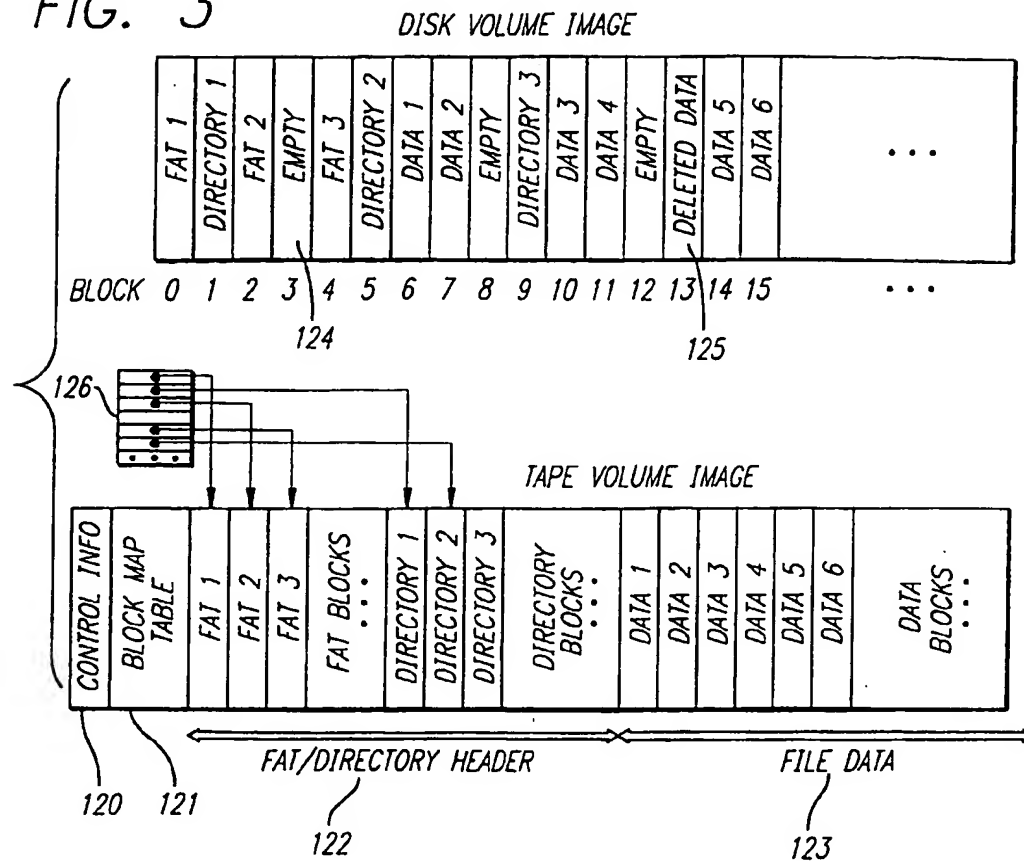 FIG. 3
DISK VOLUME IMAGE
FAT 1
DIRECTORY 1
FAT 2
EMPTY
FAT 3
DIRECTORY 2
DATA 1
DATA 2
EMPTY
DIRECTORY 3
DATA 3
DATA 4
EMPTY
DELETED DATA
DATA 5
DATA 6
...
BLOCK 0 1 2 3 4 5 6 7 8 9 10 11 12 13 14 15 ...
124
125
126
...
TAPE VOLUME IMAGE
CONTROL INFO
BLOCK MAP
TABLE
FAT 1
FAT 2
FAT 3
FAT BLOCKS
...
DIRECTORY 1
DIRECTORY 2
DIRECTORY 3
DIRECTORY
BLOCKS
...
DATA 1
DATA 2
DATA 3
DATA 4
DATA 5
DATA 6
DATA
BLOCKS
...
FAT/DIRECTORY HEADER
FILE DATA
120
121
122
123